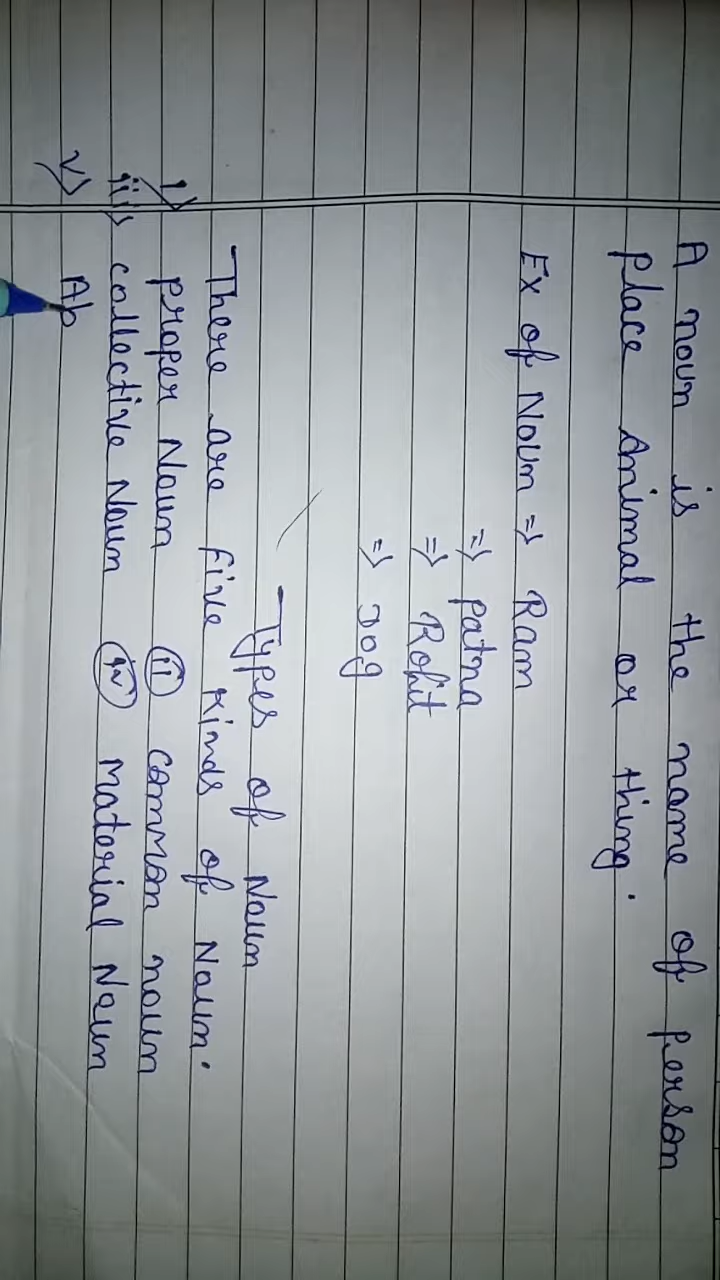 A noun is the name of person
place Animal or thing.
Ex of Noun => Ram
=> Patna
=> Rohit
=> Dog
Types of Noun
There are five Kinds of Noun.
i) proper Noun (ii) common noun
iii) collective Noun (iv) Material Noun
v) Ab